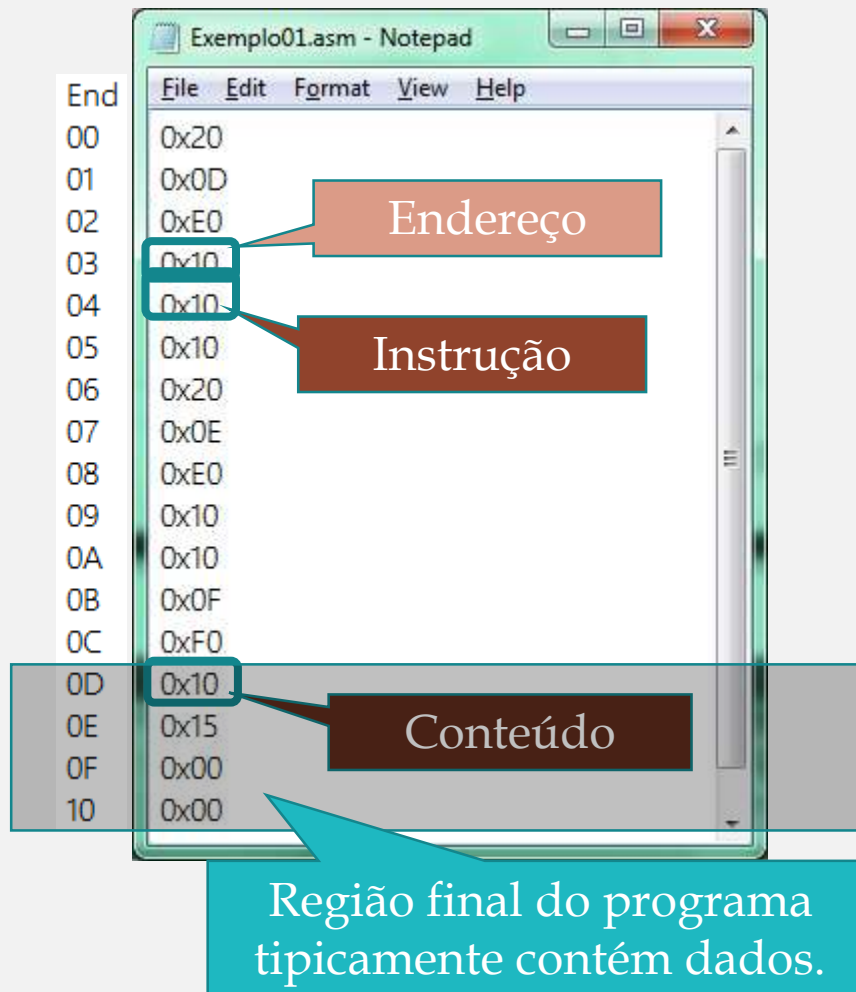 Exemplo01.asm - Notepad
File Edit Format View Help
End
00 0x20
01 0x0D
02 0xE0
Endereço
03 0x10
04 0x10
05 0x10
Instrução
06 0x20
07 0x0E
08 0xE0
09 0x10
0A 0x10
0B 0x0F
0C 0xF0
0D 0x10
0E 0x15
Conteúdo
0F 0x00
10 0x00
Região final do programa
tipicamente contém dados.